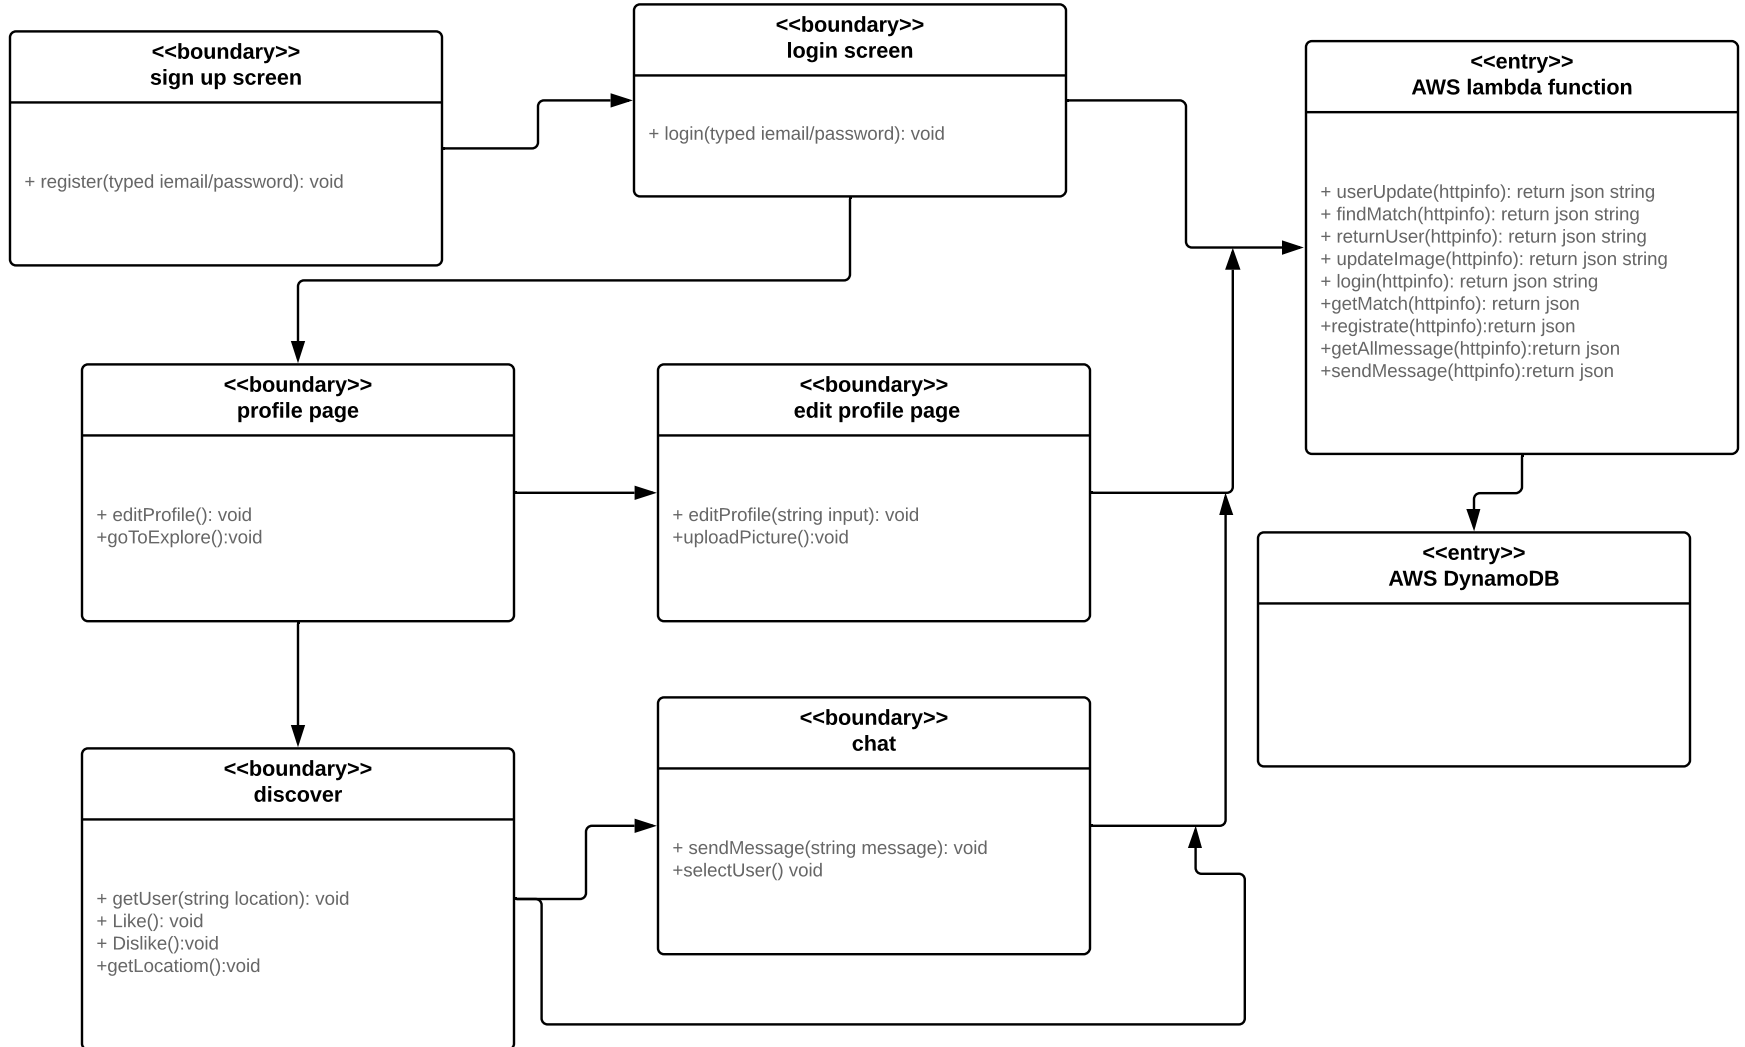 <<boundary>>
sign up screen
+ register(typed iemail/password): void
<<boundary>>
login screen
+ login(typed iemail/password): void
<<entry>>
AWS lambda function
+ userUpdate(httpinfo): return json string
+ findMatch(httpinfo): return json string
+ returnUser(httpinfo): return json string
+ updateImage(httpinfo): return json string
+ login(httpinfo): return json string
+getMatch(httpinfo): return json
+registrate(httpinfo):return json
+getAllmessage(httpinfo):return json
+sendMessage(httpinfo):return json
<<boundary>>
profile page
+ editProfile(): void
+goToExplore():void
<<boundary>>
edit profile page
+ editProfile(string input): void
+uploadPicture():void
<<entry>>
AWS DynamoDB
<<boundary>>
discover
+ getUser(string location): void
+ Like(): void
+ Dislike():void
+getLocatiom():void
<<boundary>>
chat
+ sendMessage(string message): void
+selectUser() void